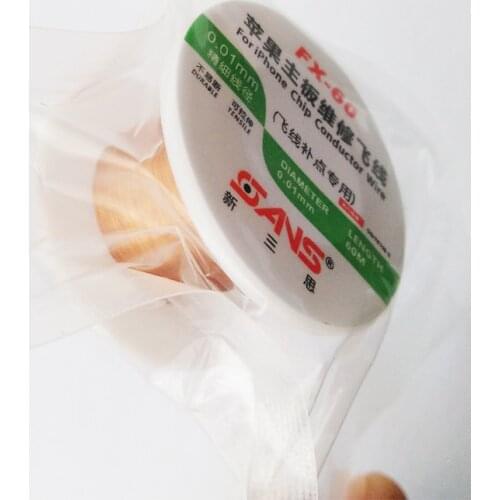 FX-60
苹果主板维修飞线
For iPhone Chip Conductor Wire
(飞线补点专用)
0.01mm
精细线径
不易断
DURABLE
可拉伸
TENSILE
DIAMETER
0.01mm
LENGTH
60M
SANS®
新三思